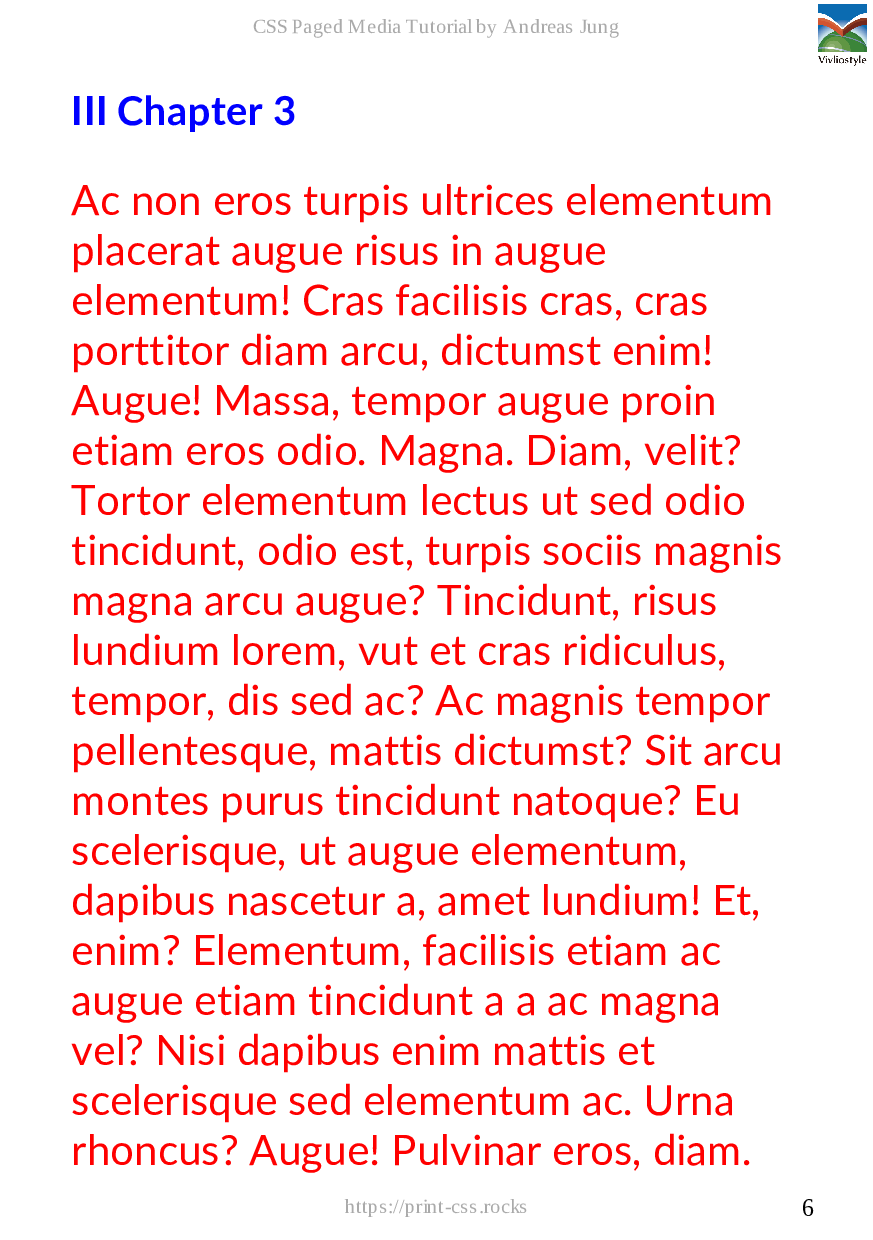 CSS Paged Media Tutorial by Andreas Jung
Vivliostyle
III Chapter 3
Ac non eros turpis ultrices elementum
placerat augue risus in augue
elementum! Cras facilisis cras, cras
porttitor diam arcu, dictumst enim!
Augue! Massa, tempor augue proin
etiam eros odio. Magna. Diam, velit?
Tortor elementum lectus ut sed odio
tincidunt, odio est, turpis sociis magnis
magna arcu augue? Tincidunt, risus
lundium lorem, vut et cras ridiculus,
tempor, dis sed ac? Ac magnis tempor
pellentesque, mattis dictumst? Sit arcu
montes purus tincidunt natoque? Eu
scelerisque, ut augue elementum,
dapibus nascetur a, amet lundium! Et,
enim? Elementum, facilisis etiam ac
augue etiam tincidunt a a ac magna
vel? Nisi dapibus enim mattis et
scelerisque sed elementum ac. Urna
rhoncus? Augue! Pulvinar eros, diam.
https://print-css.rocks
6